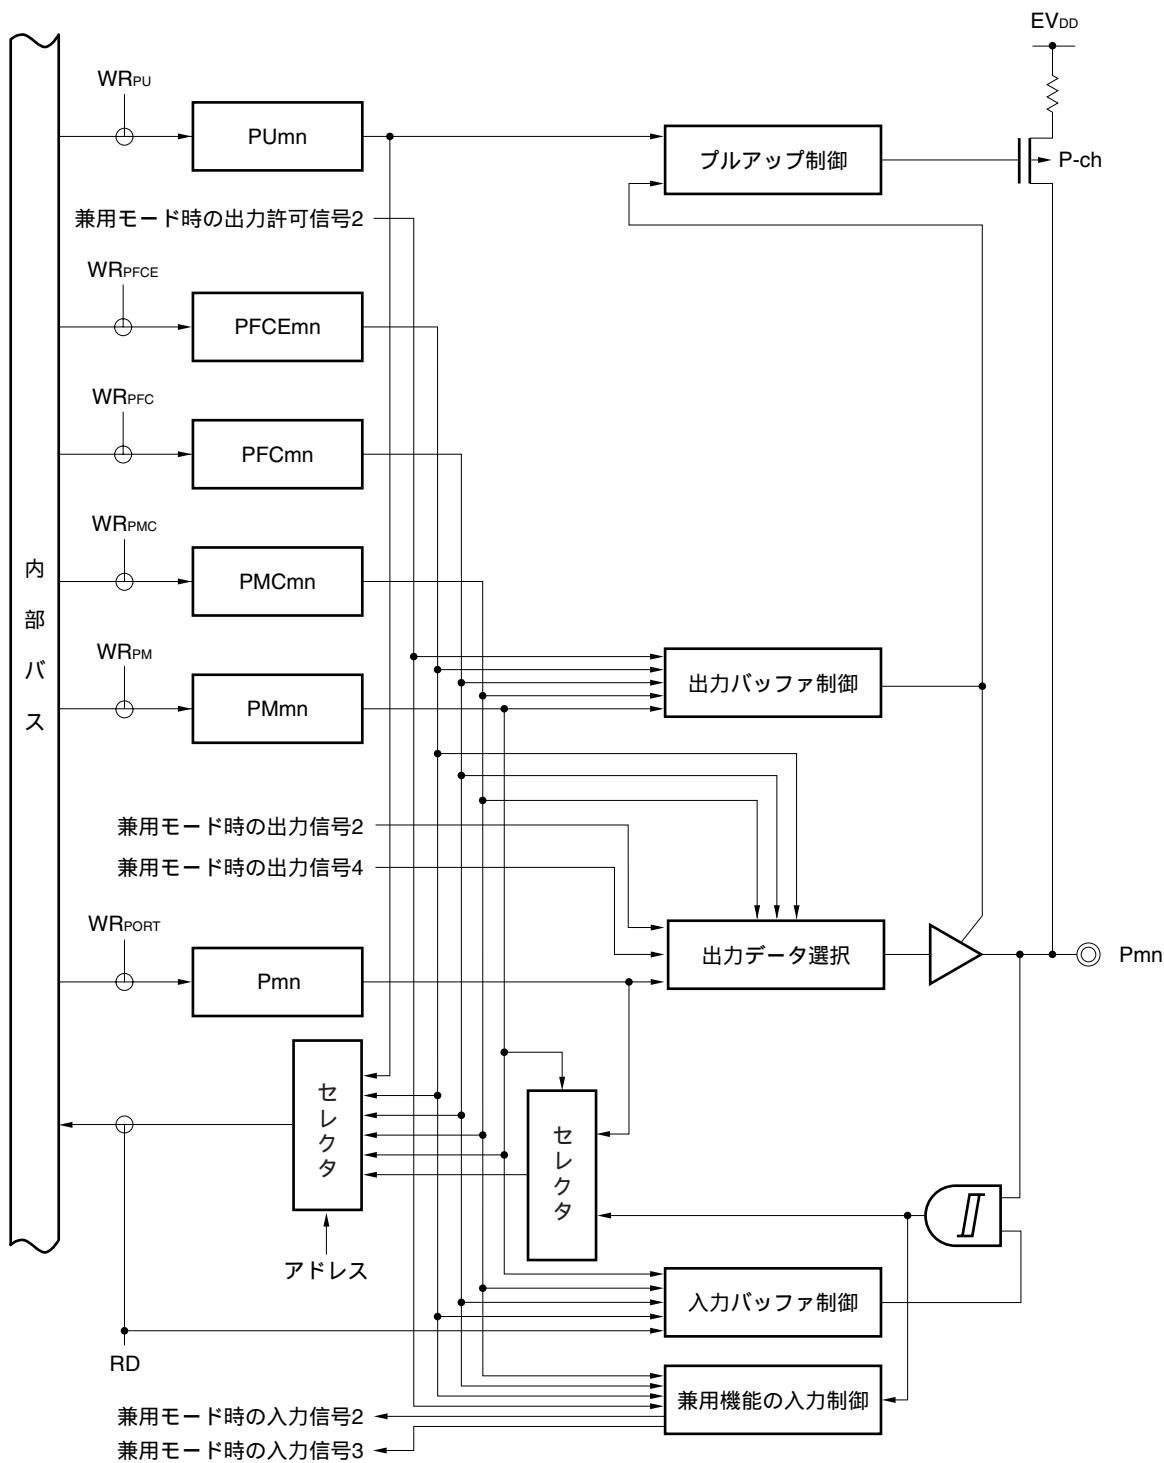 EVDD
WRPU
PUmn
プルアップ制御
P-ch
兼用モード時の出力許可信号2
WRPFCE
PFCEmn
WRPFC
PFCmn
WRPMC
PMCmn
内部バス
WRPM
PMmn
出力バッファ制御
兼用モード時の出力信号2
兼用モード時の出力信号4
WRPORT
Pmn
出力データ選択
Pmn
セレクタ
セレクタ
アドレス
入力バッファ制御
RD
兼用機能の入力制御
兼用モード時の入力信号2
兼用モード時の入力信号3